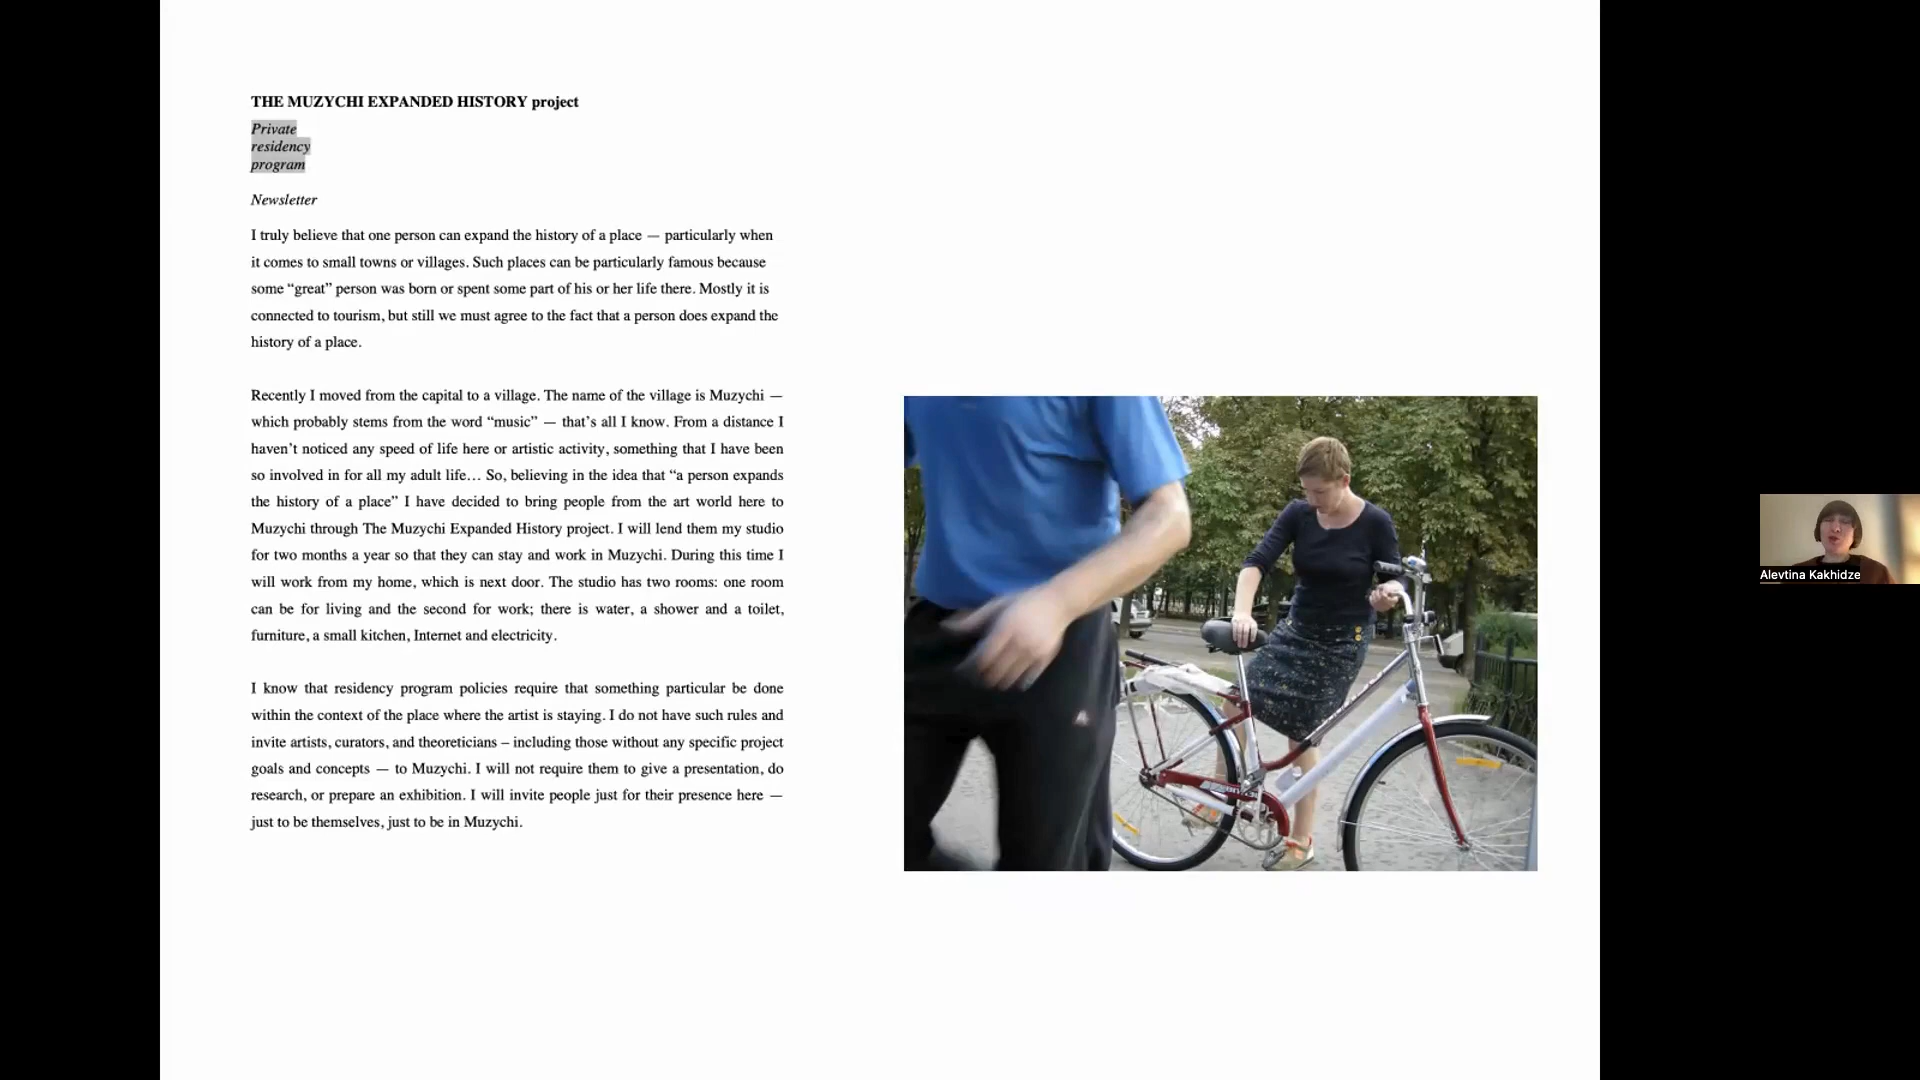 THE MUZYCHI EXPANDED HISTORY project
Private
residency
program
Newsletter
I truly believe that one person can expand the history of a place — particularly when
it comes to small towns or villages. Such places can be particularly famous because
some “great” person was born or spent some part of his or her life there. Mostly it is
connected to tourism, but still we must agree to the fact that a person does expand the
history of a place.
Recently I moved from the capital to a village. The name of the village is Muzychi —
which probably stems from the word “music” — that’s all I know. From a distance I
haven’t noticed any speed of life here or artistic activity, something that I have been
so involved in for all my adult life… So, believing in the idea that “a person expands
the history of a place” I have decided to bring people from the art world here to
Muzychi through The Muzychi Expanded History project. I will lend them my studio
for two months a year so that they can stay and work in Muzychi. During this time I
will work from my home, which is next door. The studio has two rooms: one room
can be for living and the second for work; there is water, a shower and a toilet,
furniture, a small kitchen, Internet and electricity.
I know that residency program policies require that something particular be done
within the context of the place where the artist is staying. I do not have such rules and
invite artists, curators, and theoreticians – including those without any specific project
goals and concepts — to Muzychi. I will not require them to give a presentation, do
research, or prepare an exhibition. I will invite people just for their presence here —
just to be themselves, just to be in Muzychi.
Alevtina Kakhidze